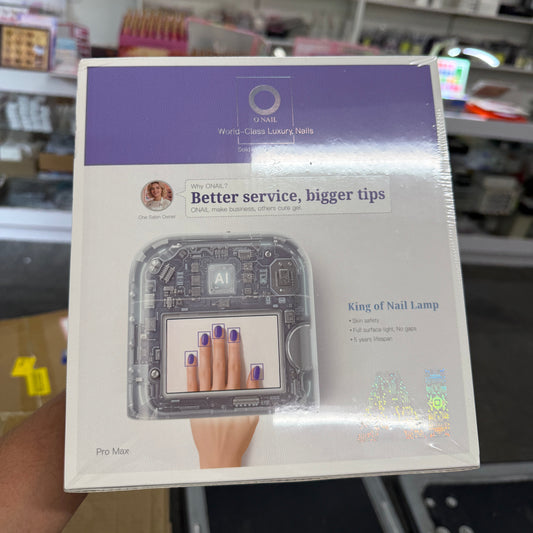 O NAIL
World-Class Luxury, Nails
Why ONAIL?
Better service, bigger tips
ONAIL make business, others cure gel.
One Salon Owner
AI
King of Nail Lamp
• Skin safety
• Full surface light, No gaps
• 5 years lifespan
Pro Max